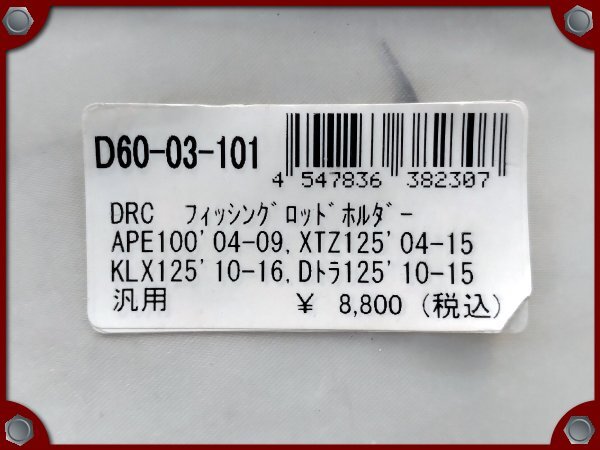 D60-03-101
4 547836 382307
DRC フィッシングロッドホルダー
APE100'04-09,XTZ125'04-15
KLX125'10-16,Dトラ125'10-15
汎用 ¥ 8,800 (税込)